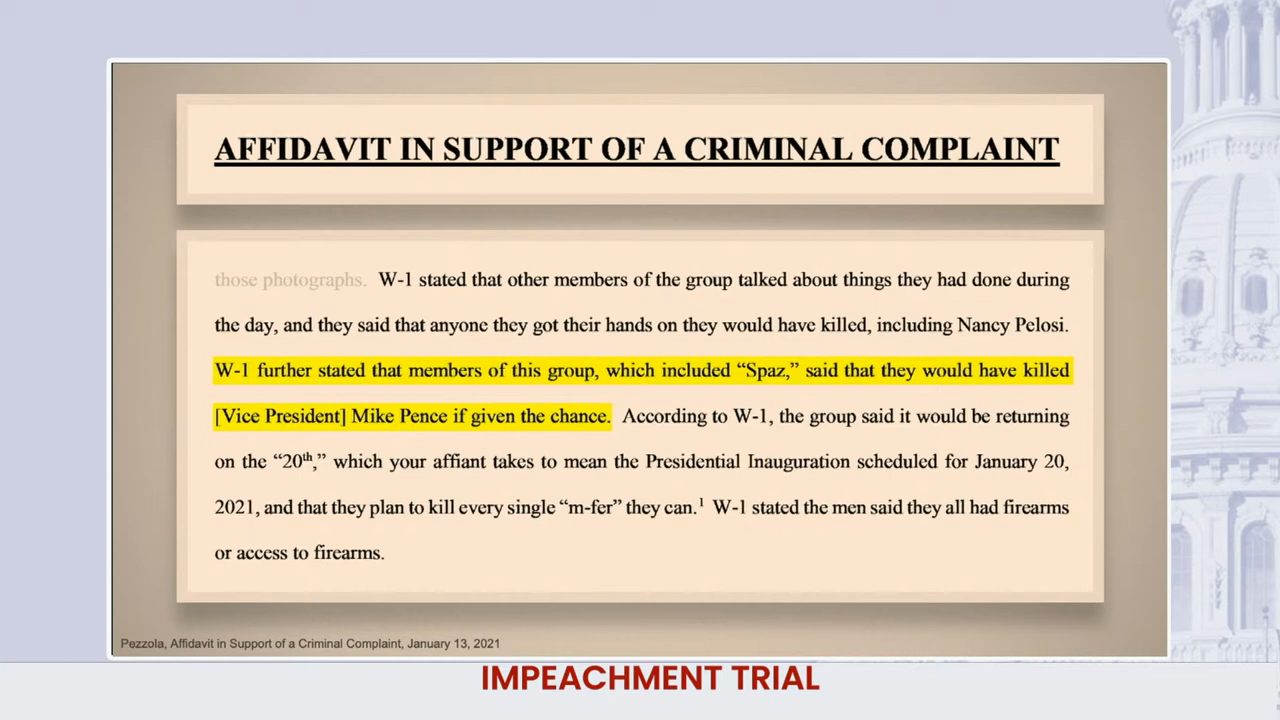 AFFIDAVIT IN SUPPORT OF A CRIMINAL COMPLAINT
those photographs. W-1 stated that other members of the group talked about things they had done during
the day, and they said that anyone they got their hands on they would have killed, including Nancy Pelosi.
W-1 further stated that members of this group, which included “Spaz,” said that they would have killed
[Vice President] Mike Pence if given the chance. According to W-1, the group said it would be returning
on the “20th,” which your affiant takes to mean the Presidential Inauguration scheduled for January 20,
2021, and that they plan to kill every single “m-fer” they can.1 W-1 stated the men said they all had firearms
or access to firearms.
Pezzola, Affidavit in Support of a Criminal Complaint, January 13, 2021
IMPEACHMENT TRIAL